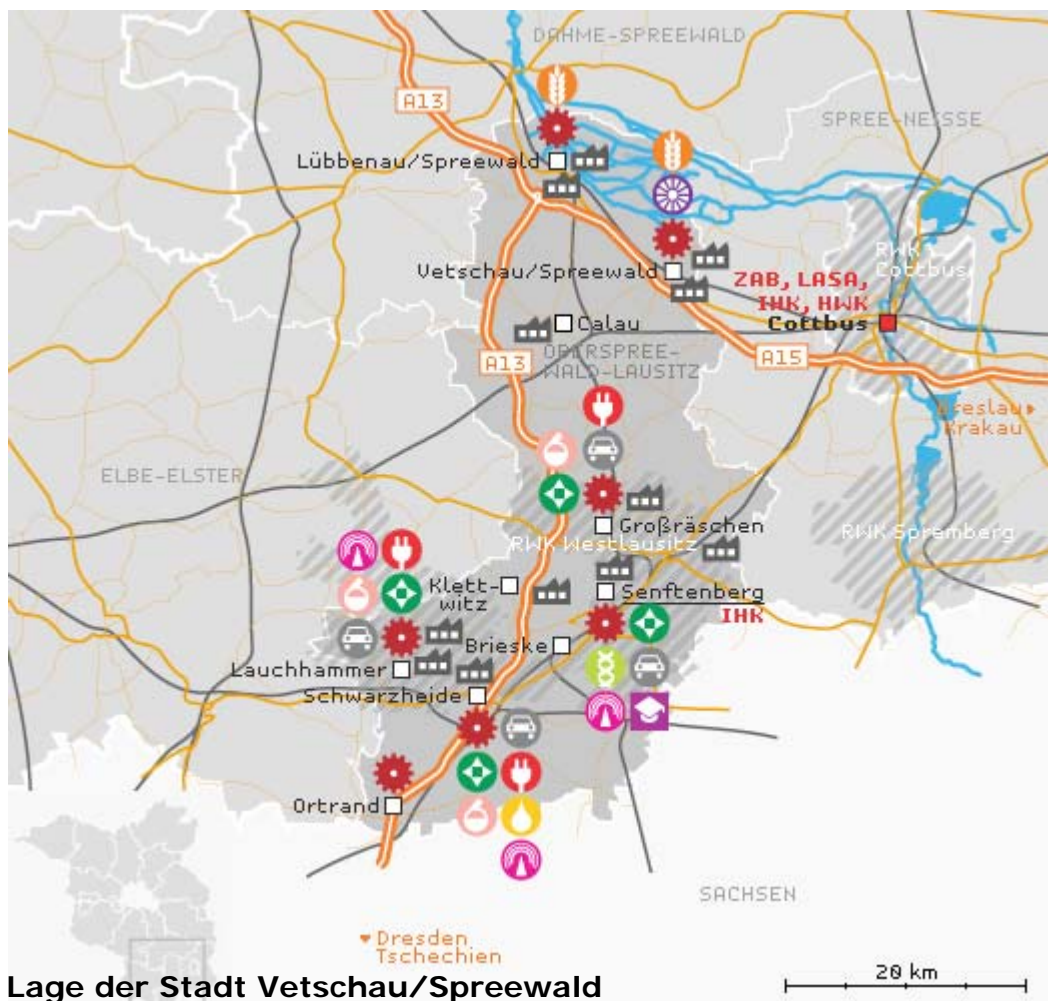 DAHME-SPREEWALD
A13
SPREE-NEISSE
Lübbenau/Spreewald
RWK
Cottbus
Vetschau/Spreewald
ZAB, LASA,
IHK, HWK
Cottbus
Calau
A13
OBERSPREE-
WALD-LAUSITZ
A15
Breslau
Krakau
ELBE-ELSTER
Großräschen
RWK Westlausitz
RWK Spremberg
Klett-
witz
Senftenberg
IHK
Brieske
Lauchhammer
Schwarzheide
Ortrand
SACHSEN
Dresden
Tschechien
20 km
Lage der Stadt Vetschau/Spreewald